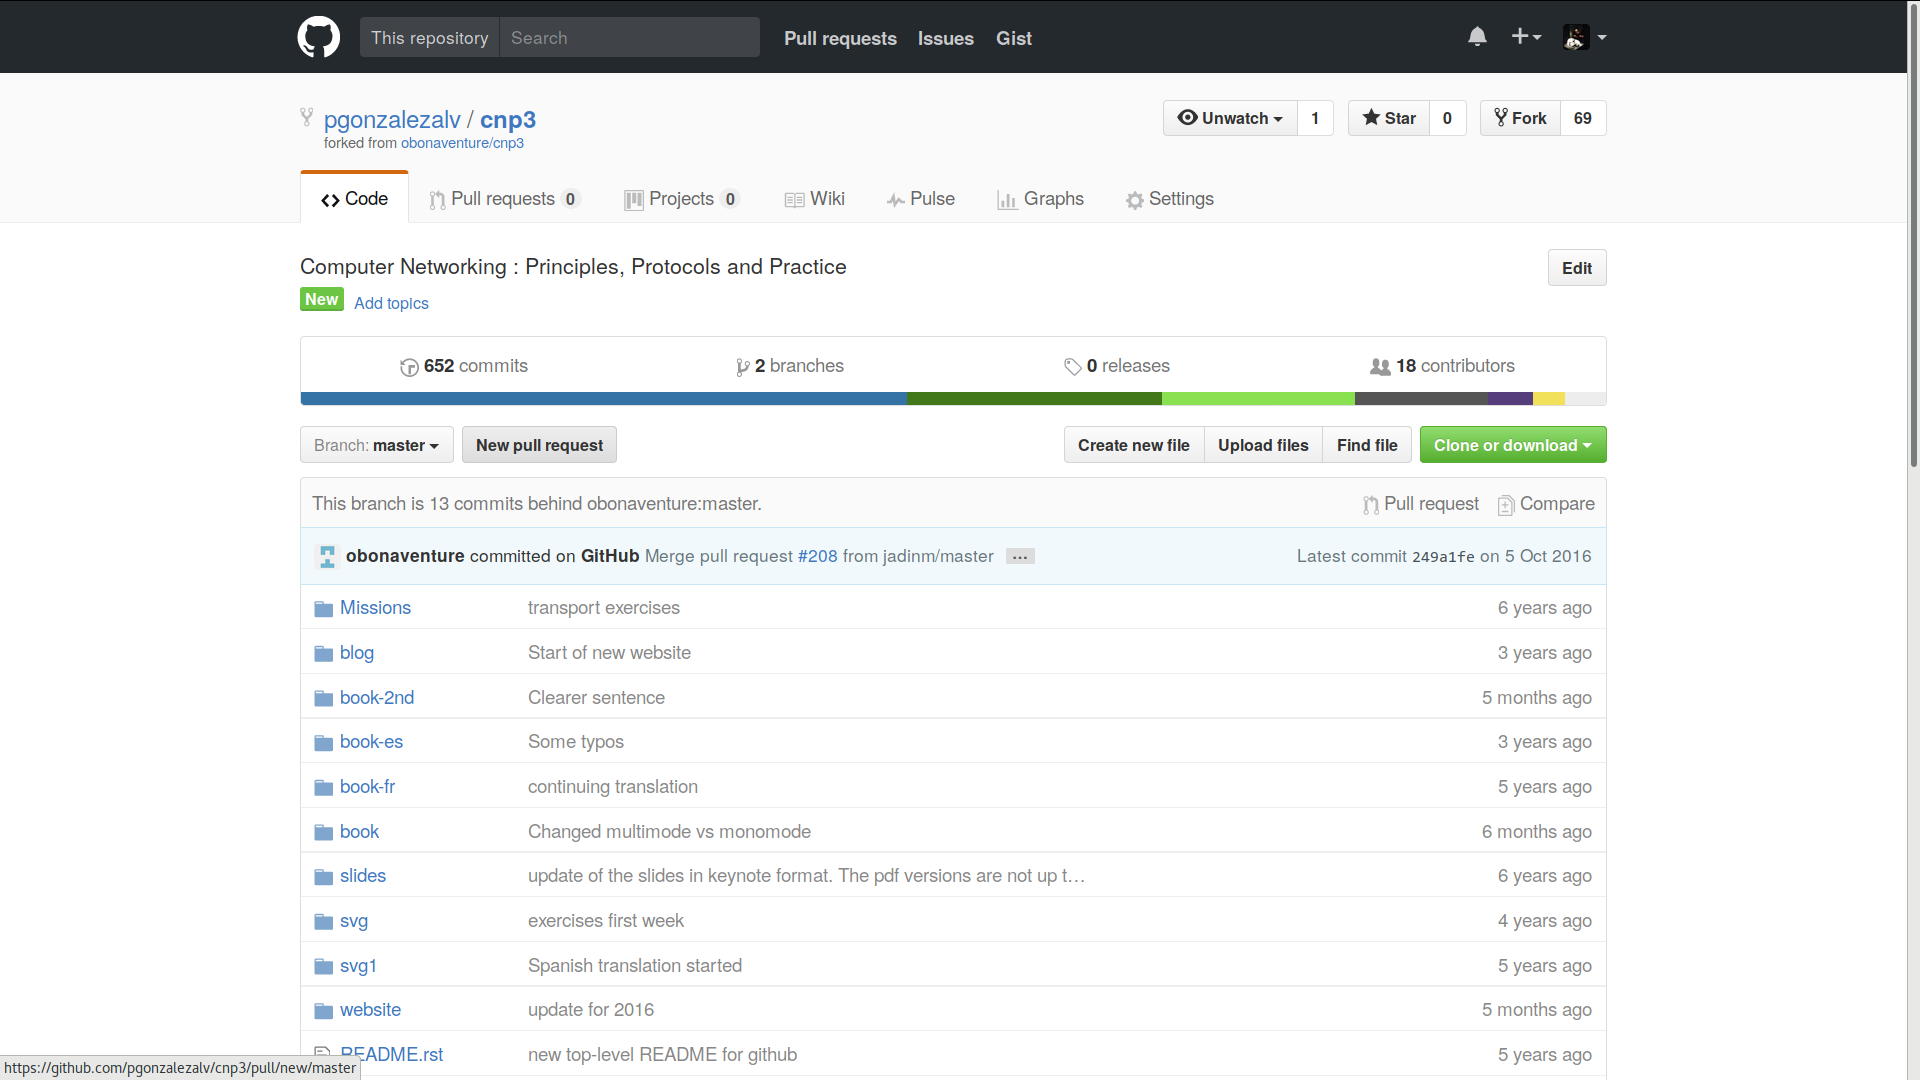 This repository Search Pull requests Issues Gist
pgonzalezalv / cnp3 Unwatch 1 Star 0 Fork 69
forked from obonaventure/cnp3
Code Pull requests 0 Projects 0 Wiki Pulse Graphs Settings
Computer Networking : Principles, Protocols and Practice Edit
New Add topics
652 commits 2 branches 0 releases 18 contributors
Branch: master New pull request Create new file Upload files Find file Clone or download
This branch is 13 commits behind obonaventure:master. Pull request Compare
obonaventure committed on GitHub Merge pull request #208 from jadinm/master … Latest commit 249a1fe on 5 Oct 2016
Missions transport exercises 6 years ago
blog Start of new website 3 years ago
book-2nd Clearer sentence 5 months ago
book-es Some typos 3 years ago
book-fr continuing translation 5 years ago
book Changed multimode vs monomode 6 months ago
slides update of the slides in keynote format. The pdf versions are not up t… 6 years ago
svg exercises first week 4 years ago
svg1 Spanish translation started 5 years ago
website update for 2016 5 months ago
README.rst new top-level README for github 5 years ago
https://github.com/pgonzalezalv/cnp3/pull/new/master